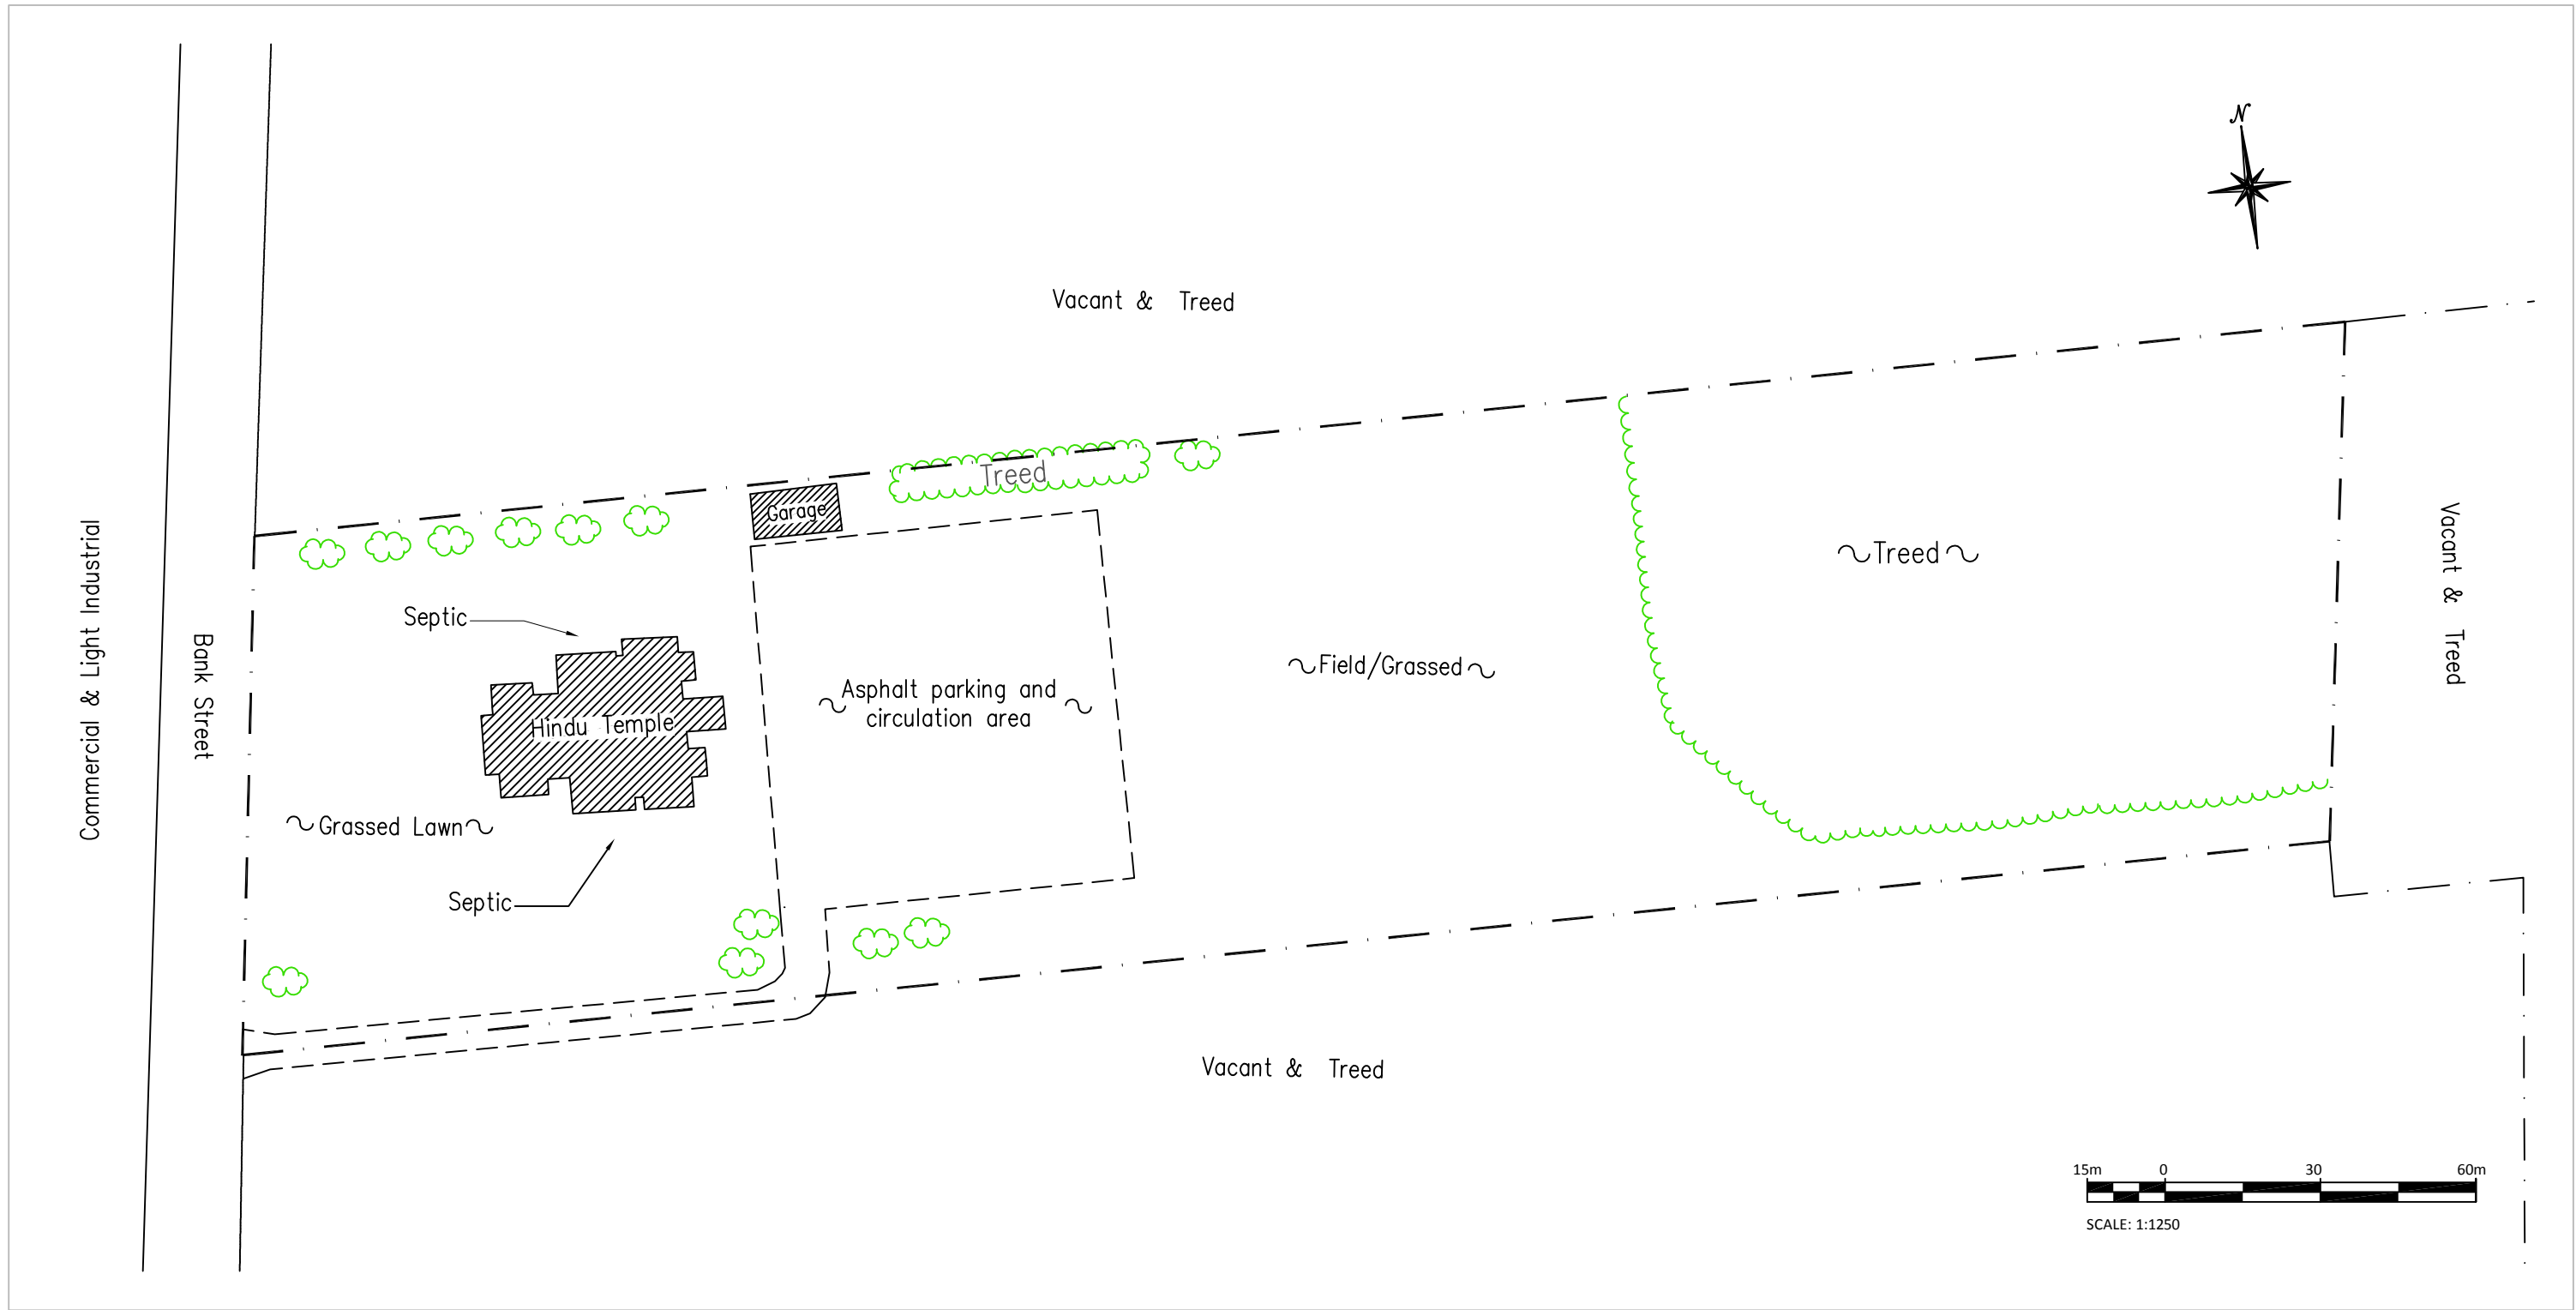 N
Vacant & Treed
Treed
Garage
Treed
Vacant & Treed
Commercial & Light Industrial
Bank Street
Septic
Field/Grassed
Asphalt parking and
circulation area
Hindu Temple
Grassed Lawn
Septic
Vacant & Treed
15m 0 30 60m
SCALE: 1:1250